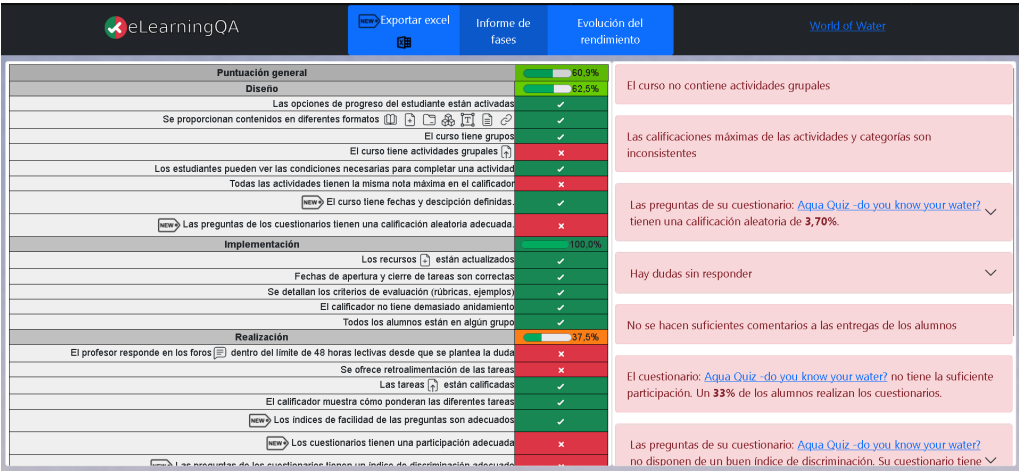 eLearningQA
NEW Exportar excel
Informe de
fases
Evolución del
rendimiento
World of Water
Puntuación general 60,9%
Diseño 62,5%
Las opciones de progreso del estudiante están activadas
Se proporcionan contenidos en diferentes formatos
El curso tiene grupos
El curso tiene actividades grupales
Los estudiantes pueden ver las condiciones necesarias para completar una actividad
Todas las actividades tienen la misma nota máxima en el calificador
NEW El curso tiene fechas y descipción definidas.
NEW Las preguntas de los cuestionarios tienen una calificación aleatoria adecuada.
Implementación 100,0%
Los recursos están actualizados
Fechas de apertura y cierre de tareas son correctas
Se detallan los criterios de evaluación (rúbricas, ejemplos)
El calificador no tiene demasiado anidamiento
Todos los alumnos están en algún grupo
Realización 37,5%
El profesor responde en los foros dentro del límite de 48 horas lectivas desde que se plantea la duda
Se ofrece retroalimentación de las tareas
Las tareas están calificadas
El calificador muestra cómo ponderan las diferentes tareas
NEW Los índices de facilidad de las preguntas son adecuados
NEW Los cuestionarios tienen una participación adecuada
NEW Las preguntas de los cuestionarios tienen un índice de discriminación adecuado
El curso no contiene actividades grupales
Las calificaciones máximas de las actividades y categorías son
inconsistentes
Las preguntas de su cuestionario: Aqua Quiz -do you know your water?
tienen una calificación aleatoria de 3,70%.
Hay dudas sin responder
No se hacen suficientes comentarios a las entregas de los alumnos
El cuestionario: Aqua Quiz -do you know your water? no tiene la suficiente
participación. Un 33% de los alumnos realizan los cuestionarios.
Las preguntas de su cuestionario: Aqua Quiz -do you know your water?
no disponen de un buen índice de discriminación. Su cuestionario tiene